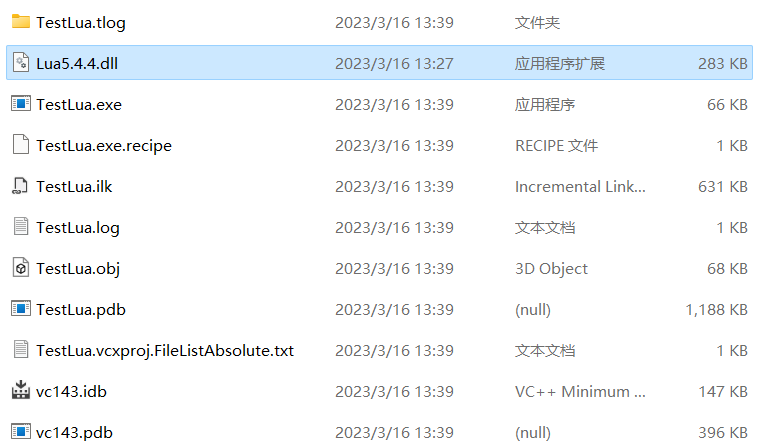 TestLua.tlog 2023/3/16 13:39 文件夹
Lua5.4.4.dll 2023/3/16 13:27 应用程序扩展 283 KB
TestLua.exe 2023/3/16 13:39 应用程序 66 KB
TestLua.exe.recipe 2023/3/16 13:39 RECIPE 文件 1 KB
TestLua.ilk 2023/3/16 13:39 Incremental Link... 631 KB
TestLua.log 2023/3/16 13:39 文本文档 1 KB
TestLua.obj 2023/3/16 13:39 3D Object 68 KB
TestLua.pdb 2023/3/16 13:39 (null) 1,188 KB
TestLua.vcxproj.FileListAbsolute.txt 2023/3/16 13:39 文本文档 1 KB
vc143.idb 2023/3/16 13:39 VC++ Minimum ... 147 KB
vc143.pdb 2023/3/16 13:39 (null) 396 KB